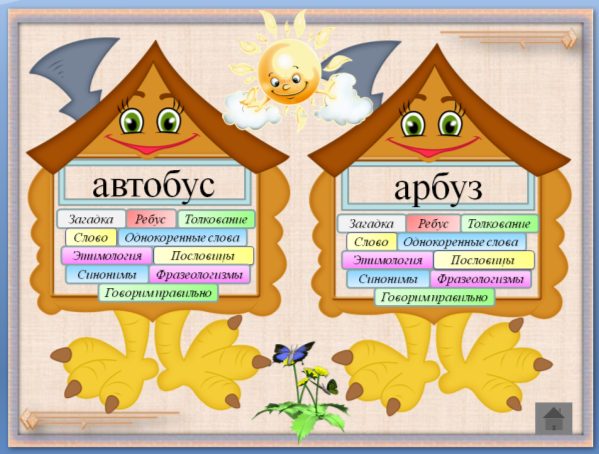 автобус
Загадка Ребус Толкование
Слово Однокоренные слова
Этимология Пословицы
Синонимы Фразеологизмы
Говорим правильно
арбуз
Загадка Ребус Толкование
Слово Однокоренные слова
Этимология Пословицы
Синонимы Фразеологизмы
Говорим правильно